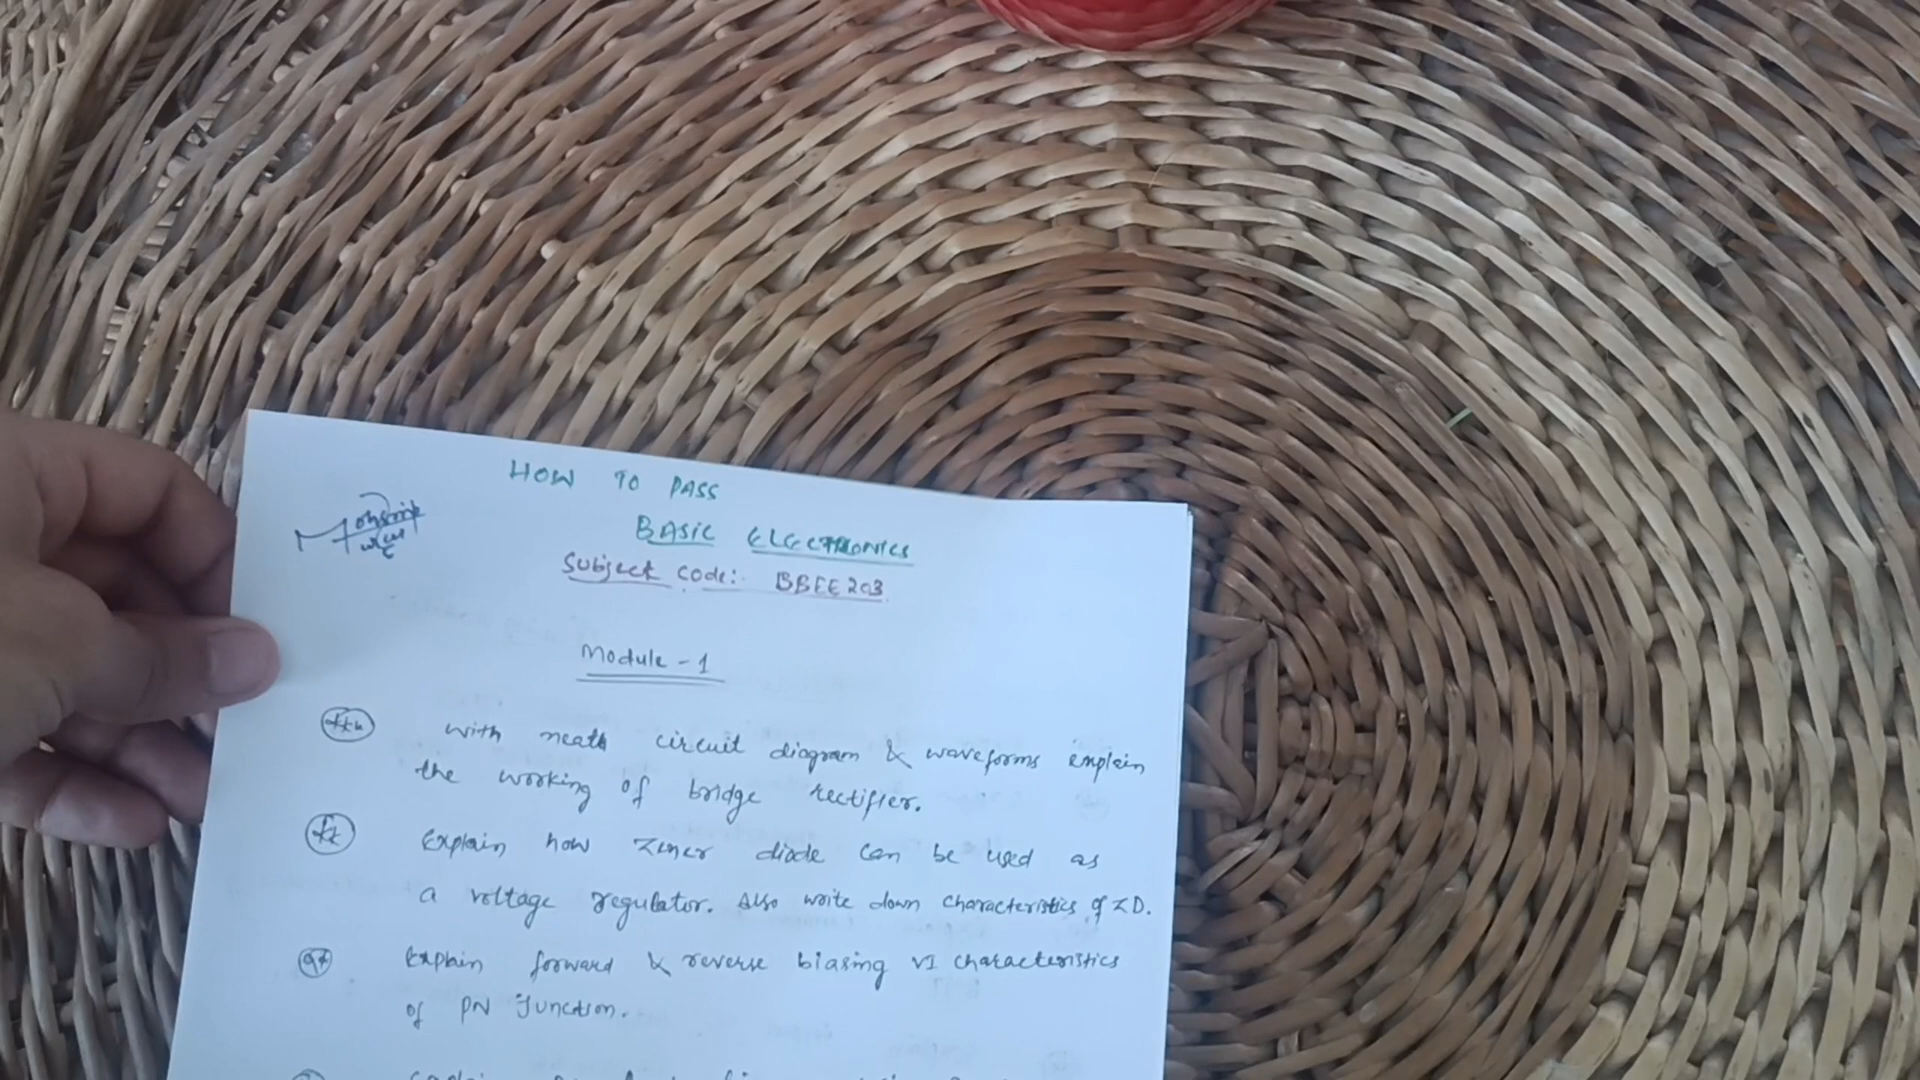 HOW TO PASS
BASIC ELECTRONICS
Subject Code:- BBEE203
Module - 1
with neath circuit diagram & waveforms explain
the working of bridge rectifier.
Explain how zener diode can be used as
a voltage regulator. Also write down characteristics of ZD.
Explain forward & reverse biasing VI characteristics
of PN Junction.